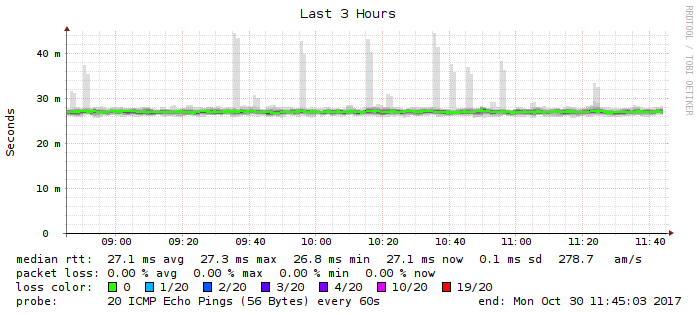 Last 3 Hours
RRDTOOL / TOBI OETIKER
Seconds
40 m
30 m
20 m
10 m
0
09:00 09:20 09:40 10:00 10:20 10:40 11:00 11:20 11:40
median rtt: 27.1 ms avg 27.3 ms max 26.8 ms min 27.1 ms now 0.1 ms sd 278.7 am/s
packet loss: 0.00 % avg 0.00 % max 0.00 % min 0.00 % now
loss color: 0 1/20 2/20 3/20 4/20 10/20 19/20
probe: 20 ICMP Echo Pings (56 Bytes) every 60s end: Mon Oct 30 11:45:03 2017